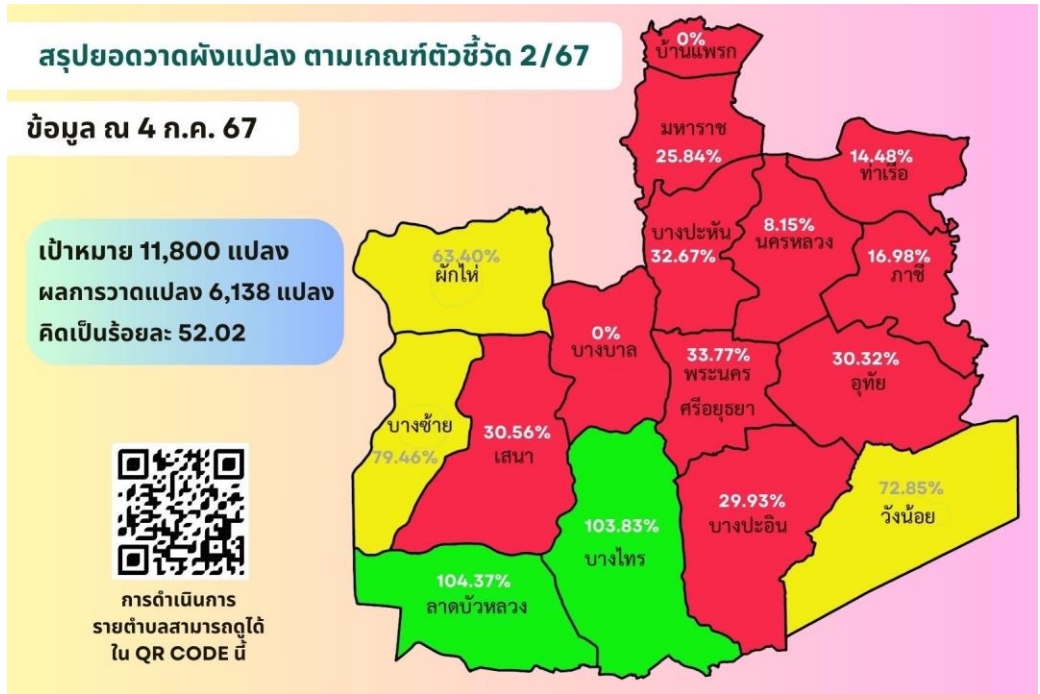 สรุปยอดวาดผังแปลง ตามเกณฑ์ตัวชี้วัด 2/67
ข้อมูล ณ 4 ก.ค. 67
เป้าหมาย 11,800 แปลง
ผลการวาดแปลง 6,138 แปลง
คิดเป็นร้อยละ 52.02
0%
บ้านแพรก
มหาราช
25.84%
14.48%
ท่าเรือ
บางปะหัน
32.67%
8.15%
นครหลวง
16.98%
ภาชี
63.40%
ผักไห่
0%
บางบาล
33.77%
พระนคร
ศรีอยุธยา
30.32%
อุทัย
บางซ้าย
79.46%
30.56%
เสนา
29.93%
บางปะอิน
72.85%
วังน้อย
103.83%
บางไทร
104.37%
ลาดบัวหลวง
การดำเนินการ
รายตำบลสามารถดูได้
ใน QR CODE นี้